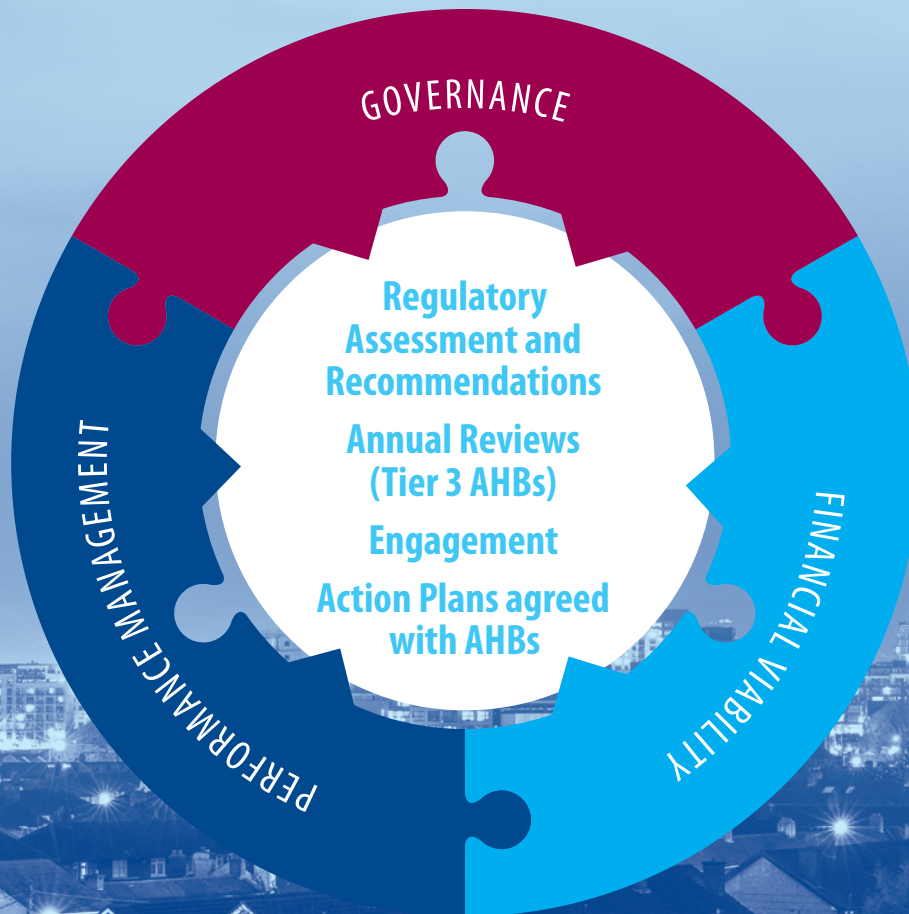 GOVERNANCE
Regulatory
Assessment and
Recommendations
Annual Reviews
(Tier 3 AHBs)
Engagement
Action Plans agreed
with AHBs
PERFORMANCE MANAGEMENT
FINANCIAL VIABILITY